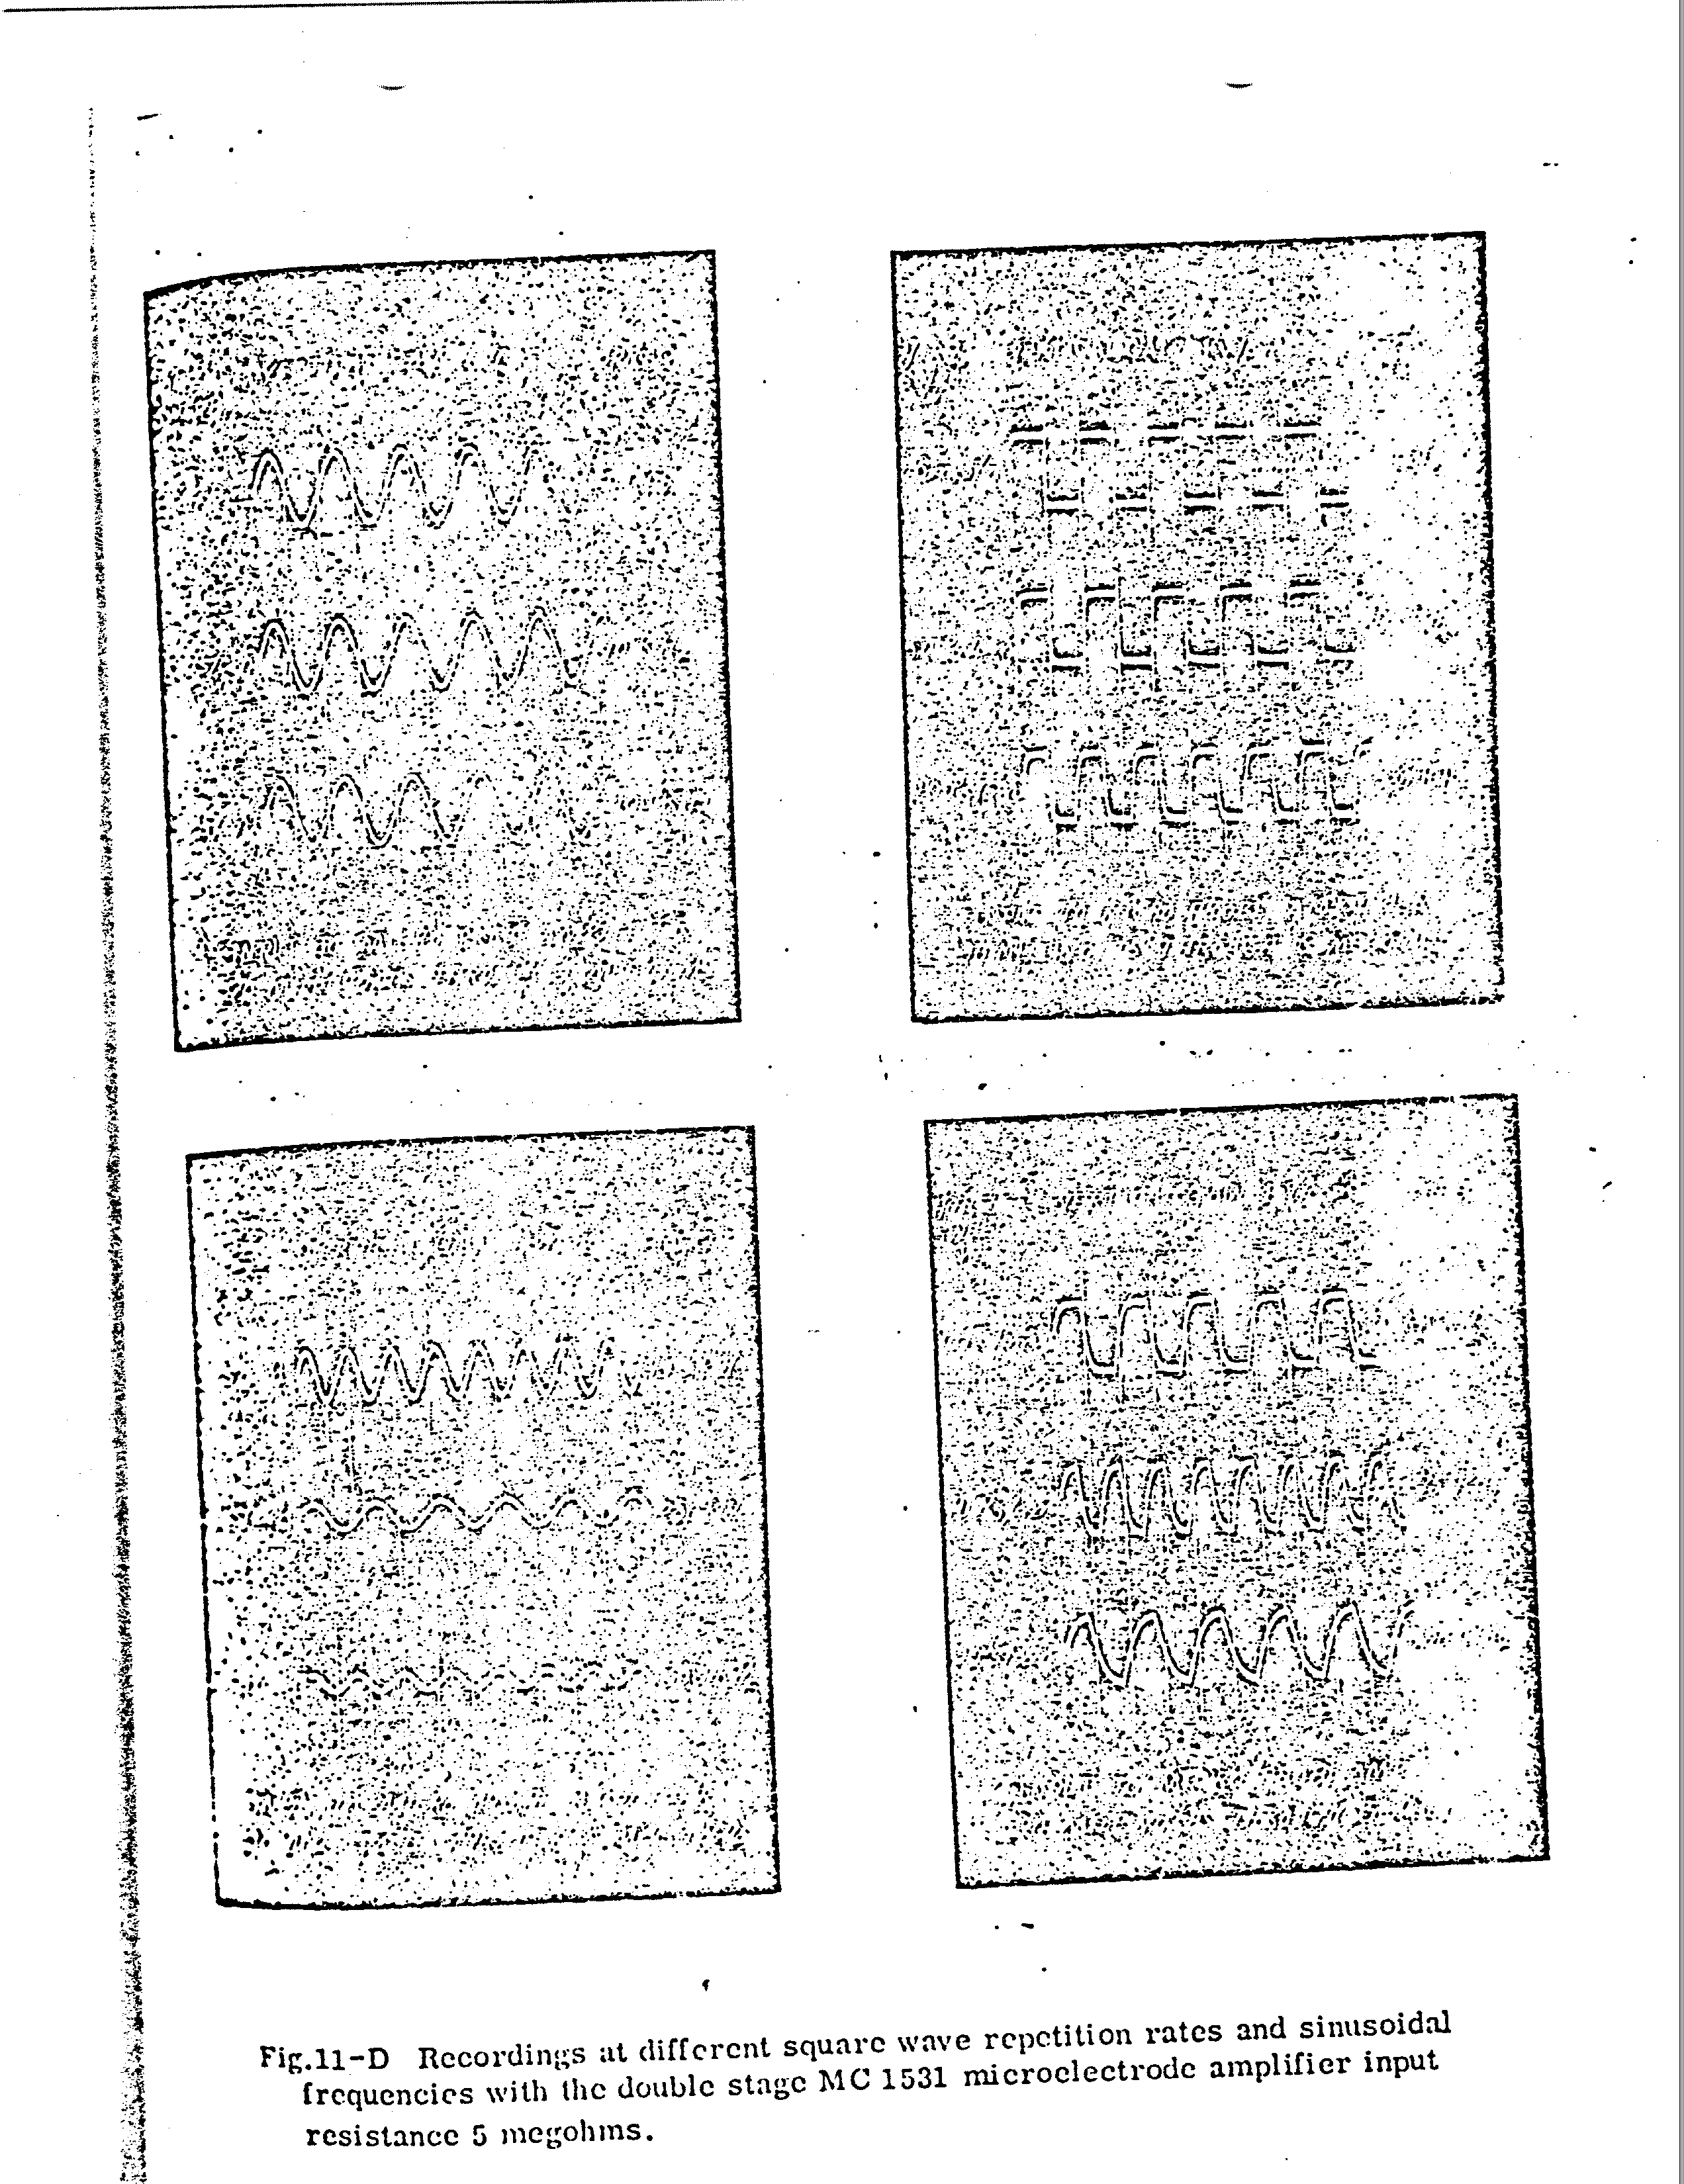 Fig.11-D Recordings at different square wave repetition rates and sinusoidal
frequencies with the double stage MC 1531 microelectrode amplifier input
resistance 5 megohms.